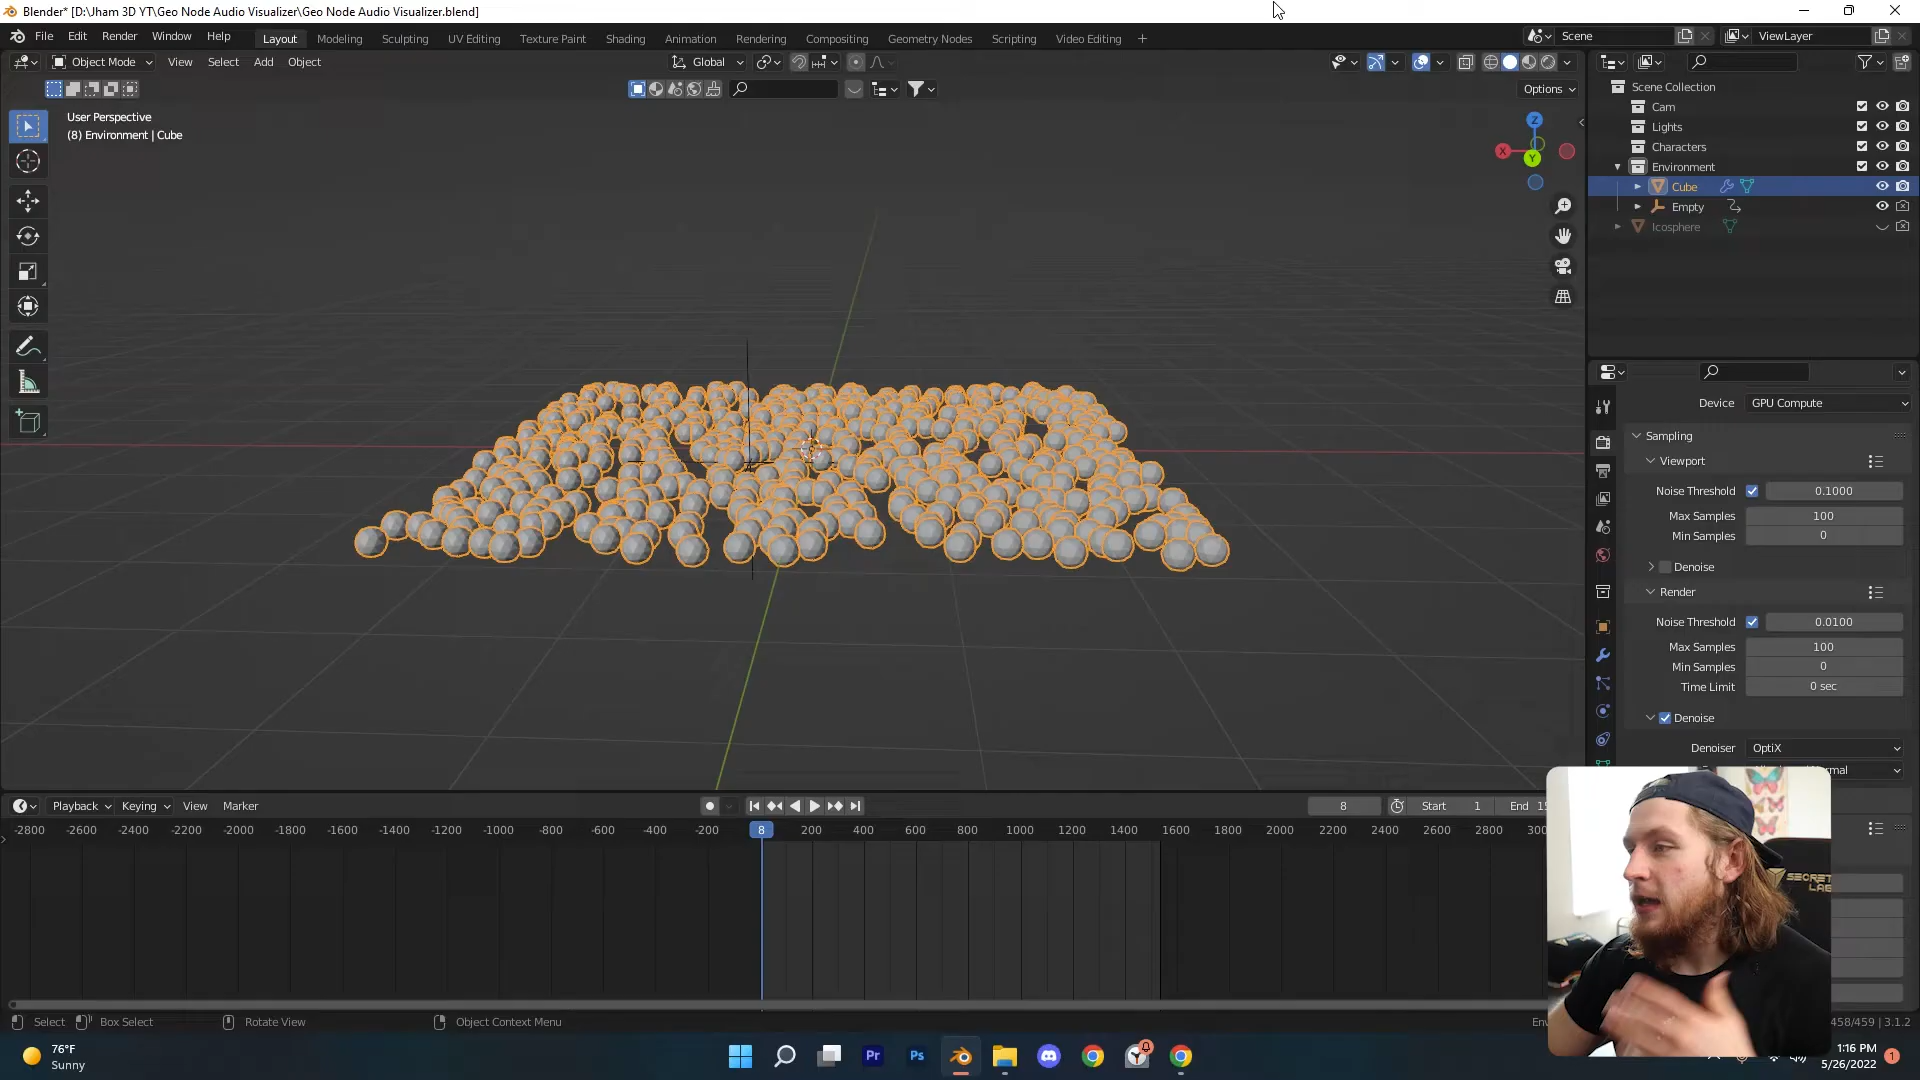 Blender* [D:\Jham 3D YT\Geo Node Audio Visualizer\Geo Node Audio Visualizer.blend]
File Edit Render Window Help Layout Modeling Sculpting UV Editing Texture Paint Shading Animation Rendering Compositing Geometry Nodes Scripting Video Editing Scene ViewLayer
Object Mode View Select Add Object Global
Options
User Perspective
(8) Environment | Cube
Z
X
Y
Scene Collection
Cam
Lights
Characters
Environment
Cube
Empty
Icosphere
Device GPU Compute
Sampling
Viewport
Noise Threshold 0.1000
Max Samples 100
Min Samples 0
Denoise
Render
Noise Threshold 0.0100
Max Samples 100
Min Samples 0
Time Limit 0 sec
Denoise
Denoiser OptiX
Playback Keying View Marker 8 Start 1 End
-2800 -2600 -2400 -2200 -2000 -1800 -1600 -1400 -1200 -1000 -800 -600 -400 -200 8 200 400 600 800 1000 1200 1400 1600 1800 2000 2200 2400 2600 2800
SECRET
LAB
Select Box Select Rotate View Object Context Menu
458/459 | 3.1.2
76°F
Sunny
Pr Ps
1:16 PM
5/26/2022
1